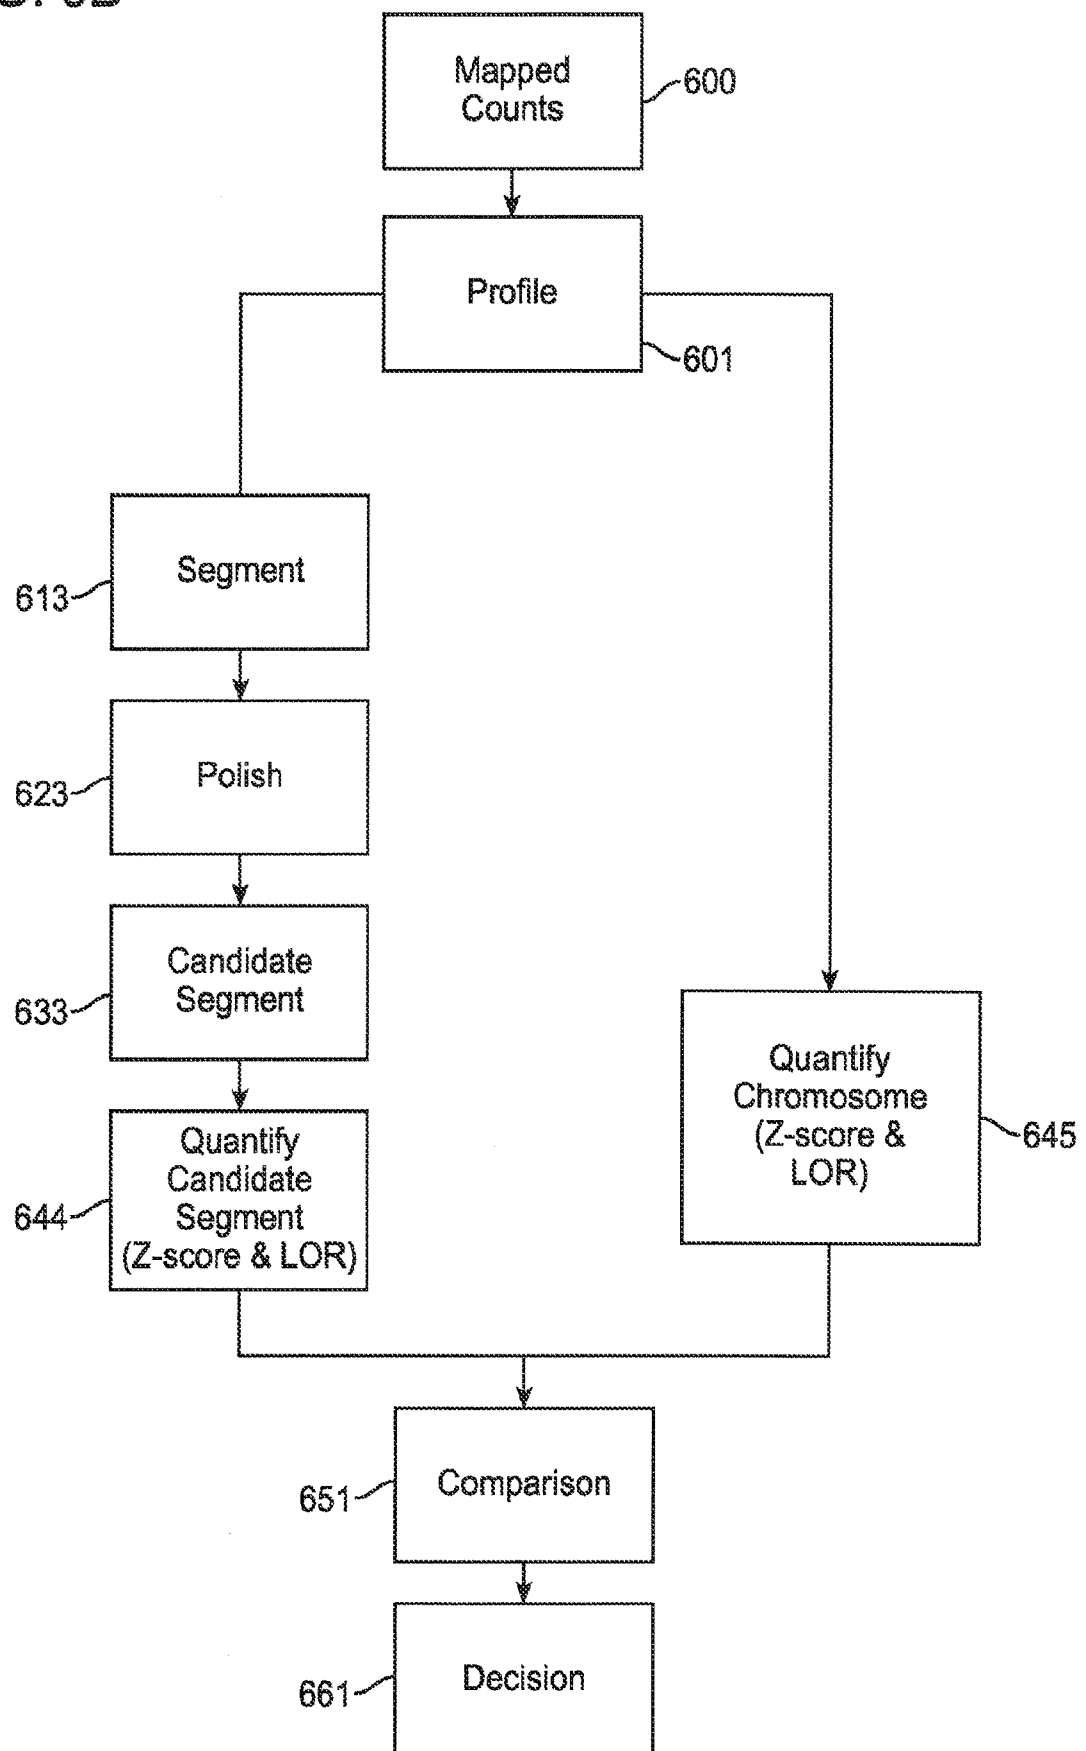 Mapped
Counts
600
Profile
601
Segment
613
Polish
623
Candidate
Segment
633
Quantify
Candidate
Segment
(Z-score & LOR)
644
Quantify
Chromosome
(Z-score &
LOR)
645
Comparison
651
Decision
661